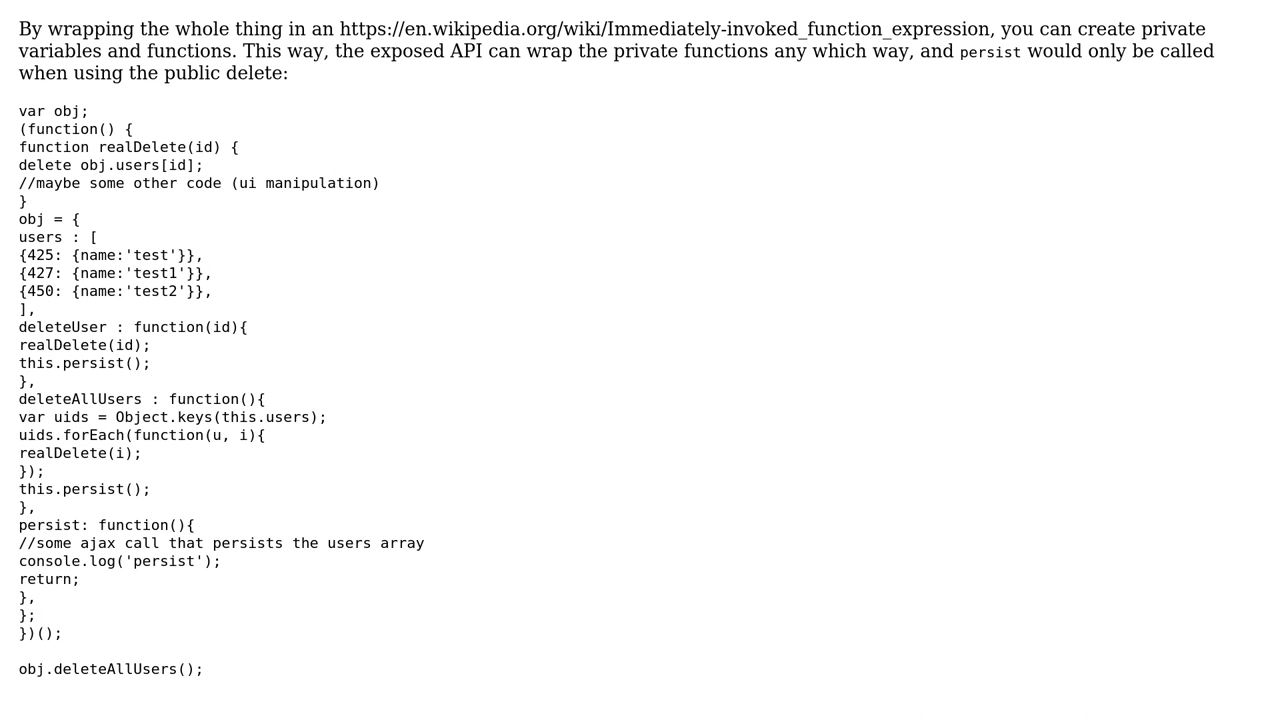 By wrapping the whole thing in an https://en.wikipedia.org/wiki/Immediately-invoked_function_expression, you can create private
variables and functions. This way, the exposed API can wrap the private functions any which way, and persist would only be called
when using the public delete:
var obj;
(function() {
function realDelete(id) {
delete obj.users[id];
//maybe some other code (ui manipulation)
}
obj = {
users : [
{425: {name:'test'}},
{427: {name:'test1'}},
{450: {name:'test2'}},
],
deleteUser : function(id){
realDelete(id);
this.persist();
},
deleteAllUsers : function(){
var uids = Object.keys(this.users);
uids.forEach(function(u, i){
realDelete(i);
});
this.persist();
},
persist: function(){
//some ajax call that persists the users array
console.log('persist');
return;
},
};
})();
obj.deleteAllUsers();